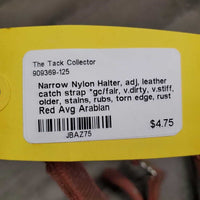 The Tack Collector
909369-125
Narrow Nylon Halter, adj, leather
catch strap *gc/fair, v.dirty, v.stiff,
older, stains, rubs, torn edge, rust
Red Avg Arabian
JBAZ75
$4.75